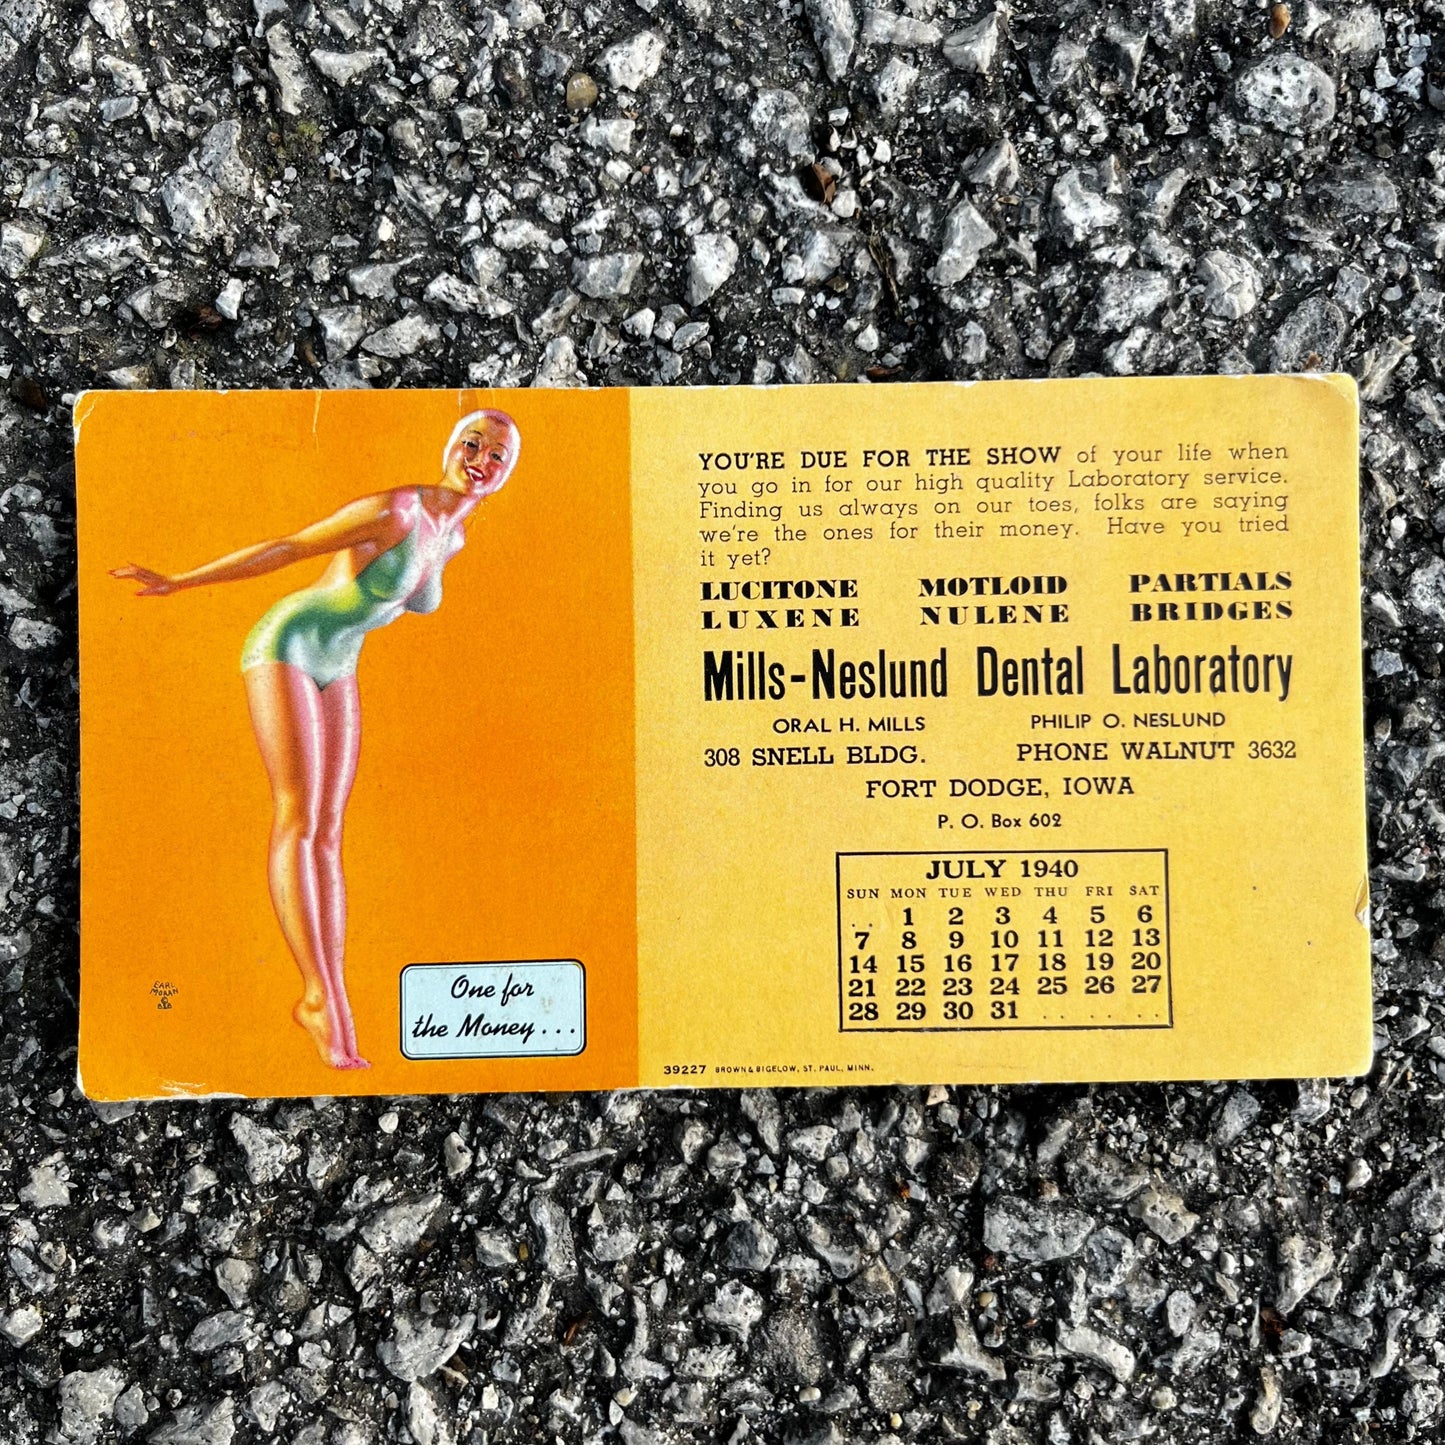 EARL
MORAN
©
B&B
One for
the Money...
YOU'RE DUE FOR THE SHOW of your life when
you go in for our high quality Laboratory service.
Finding us always on our toes, folks are saying
we're the ones for their money. Have you tried
it yet?
LUCITONE MOTLOID PARTIALS
LUXENE NULENE BRIDGES
Mills-Neslund Dental Laboratory
ORAL H. MILLS PHILIP O. NESLUND
308 SNELL BLDG. PHONE WALNUT 3632
FORT DODGE, IOWA
P. O. Box 602
JULY 1940
SUN MON TUE WED THU FRI SAT
. . 1 2 3 4 5 6
7 8 9 10 11 12 13
14 15 16 17 18 19 20
21 22 23 24 25 26 27
28 29 30 31 . . . . . .
39227 BROWN & BIGELOW, ST. PAUL, MINN.